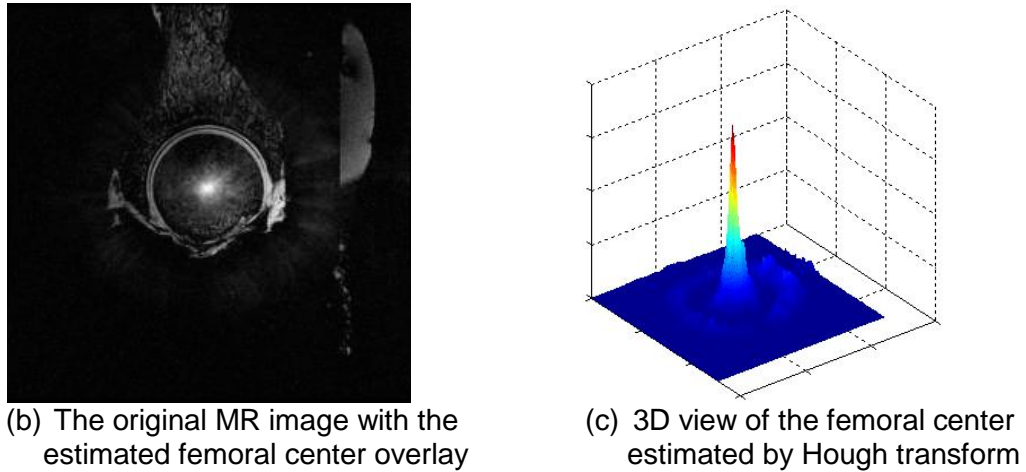 (b) The original MR image with the
estimated femoral center overlay
(c) 3D view of the femoral center
estimated by Hough transform